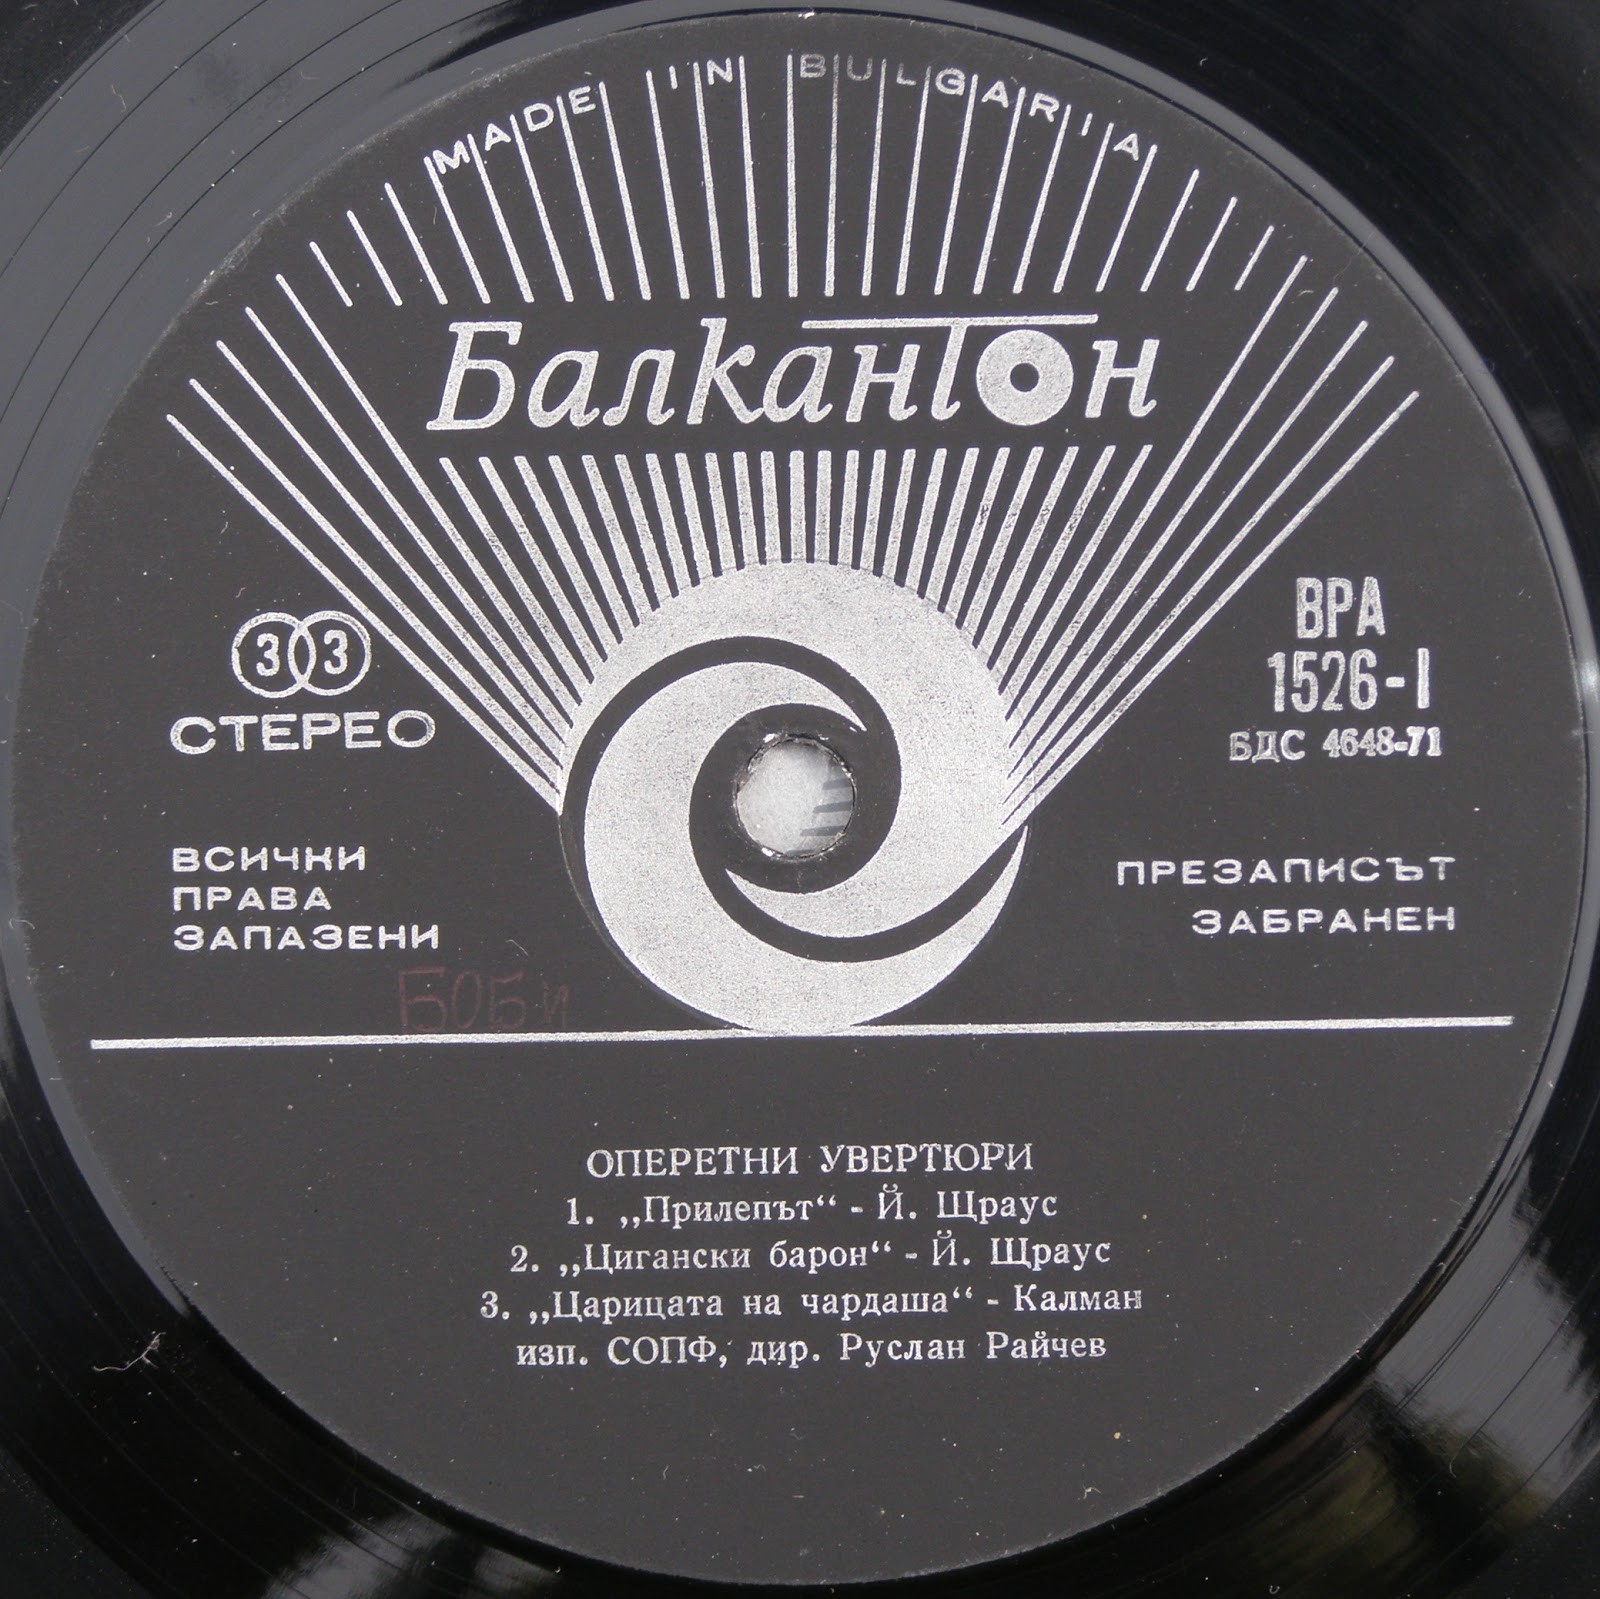 MADE IN BULGARIA
Балкантон
33
СТЕРЕО
ВРА
1526-I
БДС 4648-71
ВСИЧКИ
ПРАВА
ЗАПАЗЕНИ
ПРЕЗАПИСЪТ
ЗАБРАНЕН
БОБИ
ОПЕРЕТНИ УВЕРТЮРИ
1. „Прилепът“ - Й. Щраус
2. „Цигански барон“ - Й. Щраус
3. „Царицата на чардаша“ - Калман
изп. СОПФ, дир. Руслан Райчев